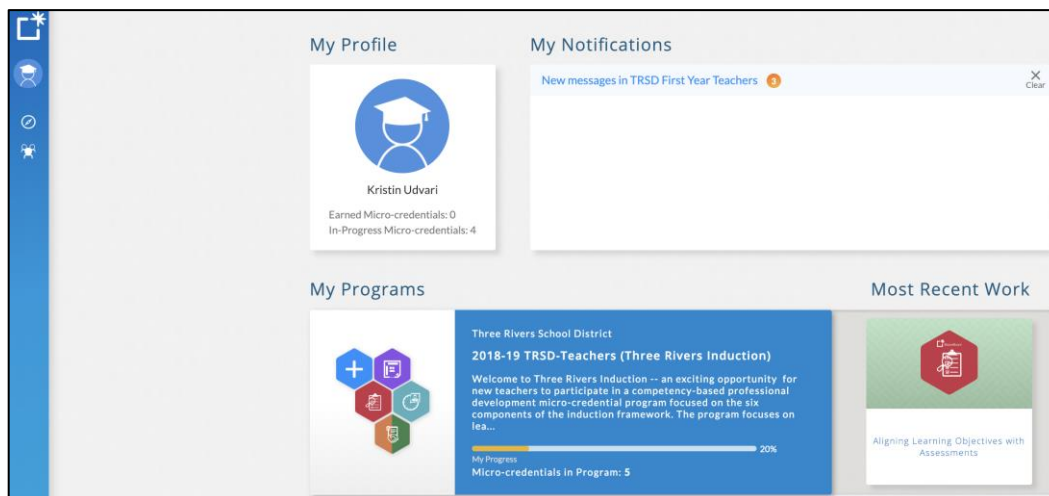 My Profile
My Notifications
New messages in TRSD First Year Teachers 3
Clear
Kristin Udvari
Earned Micro-credentials: 0
In-Progress Micro-credentials: 4
My Programs
Most Recent Work
Three Rivers School District
2018-19 TRSD-Teachers (Three Rivers Induction)
Welcome to Three Rivers Induction -- an exciting opportunity for
new teachers to participate in a competency-based professional
development micro-credential program focused on the six
components of the induction framework. The program focuses on
lea...
20%
My Progress
Micro-credentials in Program: 5
Aligning Learning Objectives with
Assessments